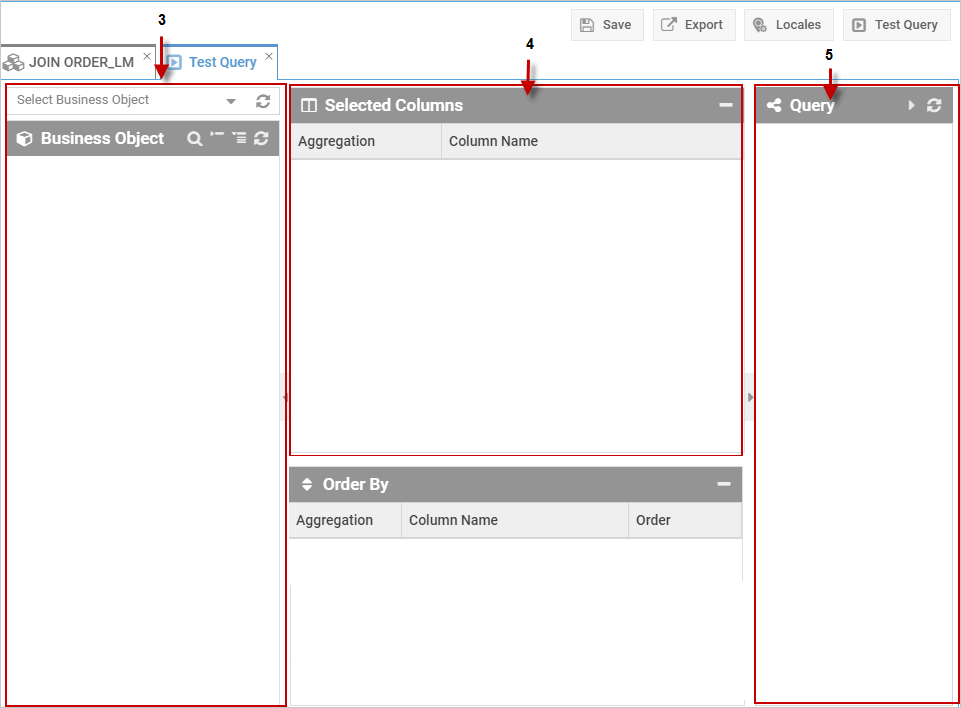 3
Save Export Locales Test Query
4
5
JOIN ORDER_LM Test Query
Select Business Object
Selected Columns
Query
Business Object
Aggregation Column Name
Order By
Aggregation Column Name Order